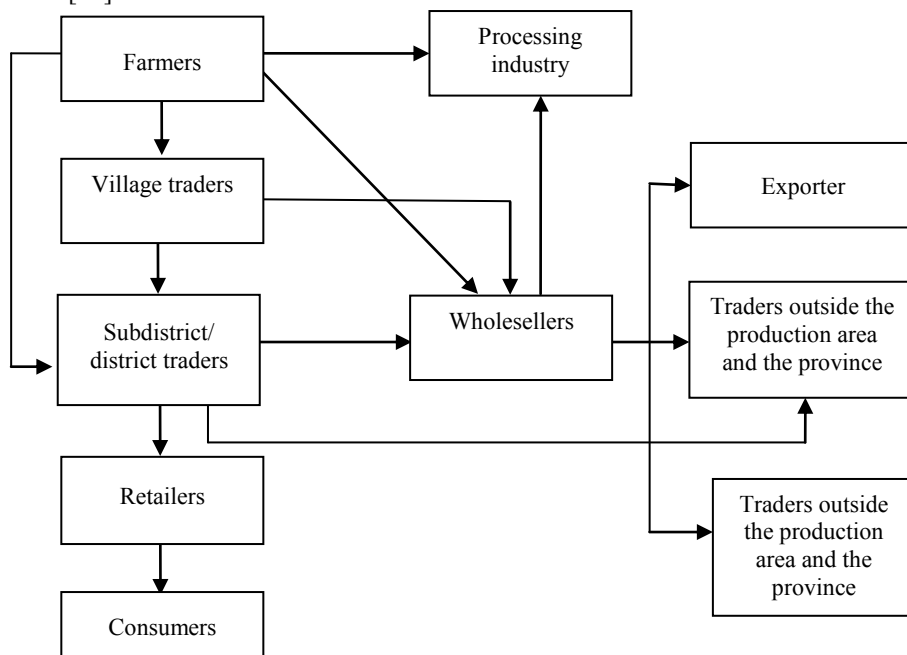 Farmers
Processing
industry
Village traders
Exporter
Subdistrict/
district traders
Wholesellers
Traders outside the
production area
and the province
Retailers
Traders outside
the production
area and the
province
Consumers